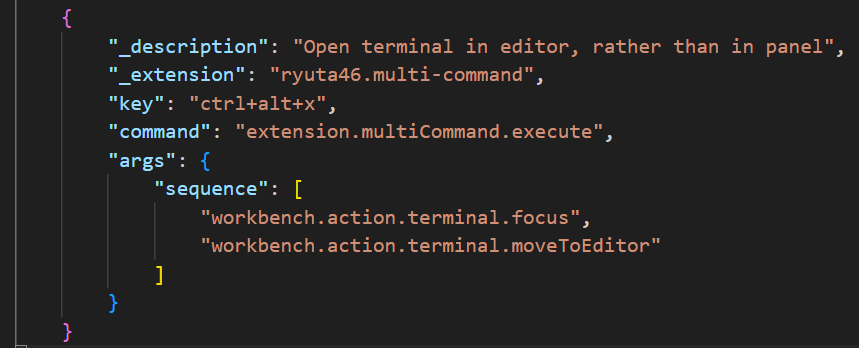 {
    "_description": "Open terminal in editor, rather than in panel",
    "_extension": "ryuta46.multi-command",
    "key": "ctrl+alt+x",
    "command": "extension.multiCommand.execute",
    "args": {
        "sequence": [
            "workbench.action.terminal.focus",
            "workbench.action.terminal.moveToEditor"
        ]
    }
}